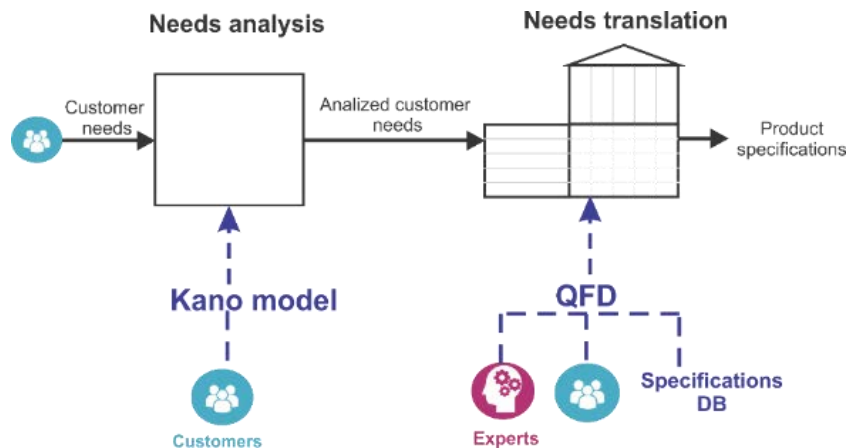 Needs analysis
Needs translation
Customer
needs
Analized customer
needs
Product
specifications
Kano model
QFD
Specifications
DB
Customers
Experts